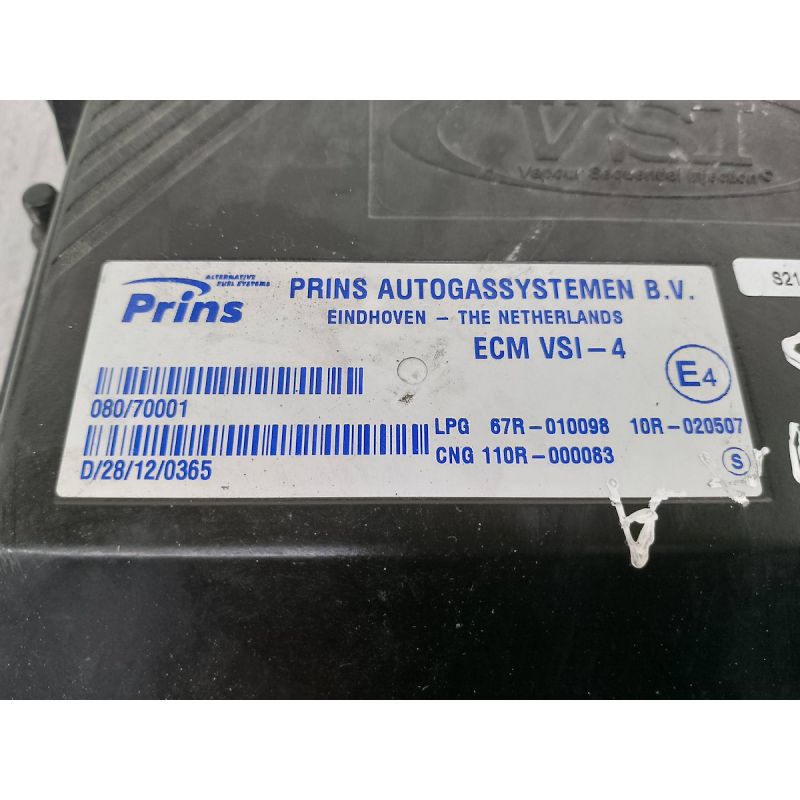 VSI
Vapour Sequential Injection©
S21
ALTERNATIVE
FUEL SYSTEMS
Prins
PRINS AUTOGASSYSTEMEN B.V.
EINDHOVEN - THE NETHERLANDS
ECM VSI-4
E4
080/70001
LPG 67R-010098 10R-020507
CNG 110R-000083
S
D/28/12/0365